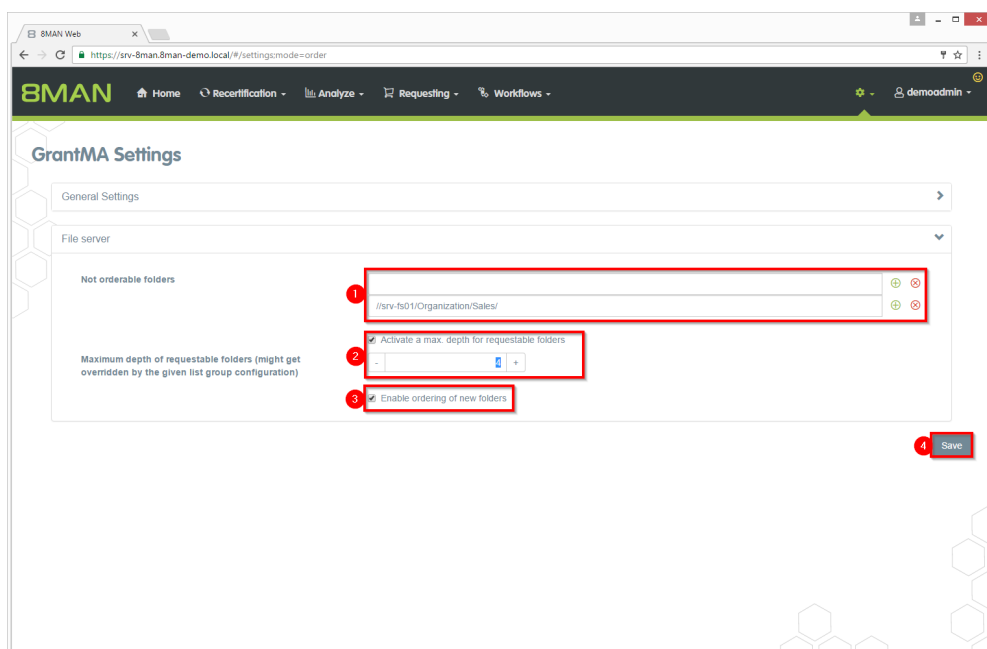 8MAN Web
https://srv-8man.8man-demo.local/#/settings:mode=order
8MAN Home Recertification Analyze Requesting Workflows demoadmin
GrantMA Settings
General Settings
File server
Not orderable folders
1
//srv-fs01/Organization/Sales/
Activate a max. depth for requestable folders
Maximum depth of requestable folders (might get
overridden by the given list group configuration)
2
- 4 +
3 Enable ordering of new folders
4 Save